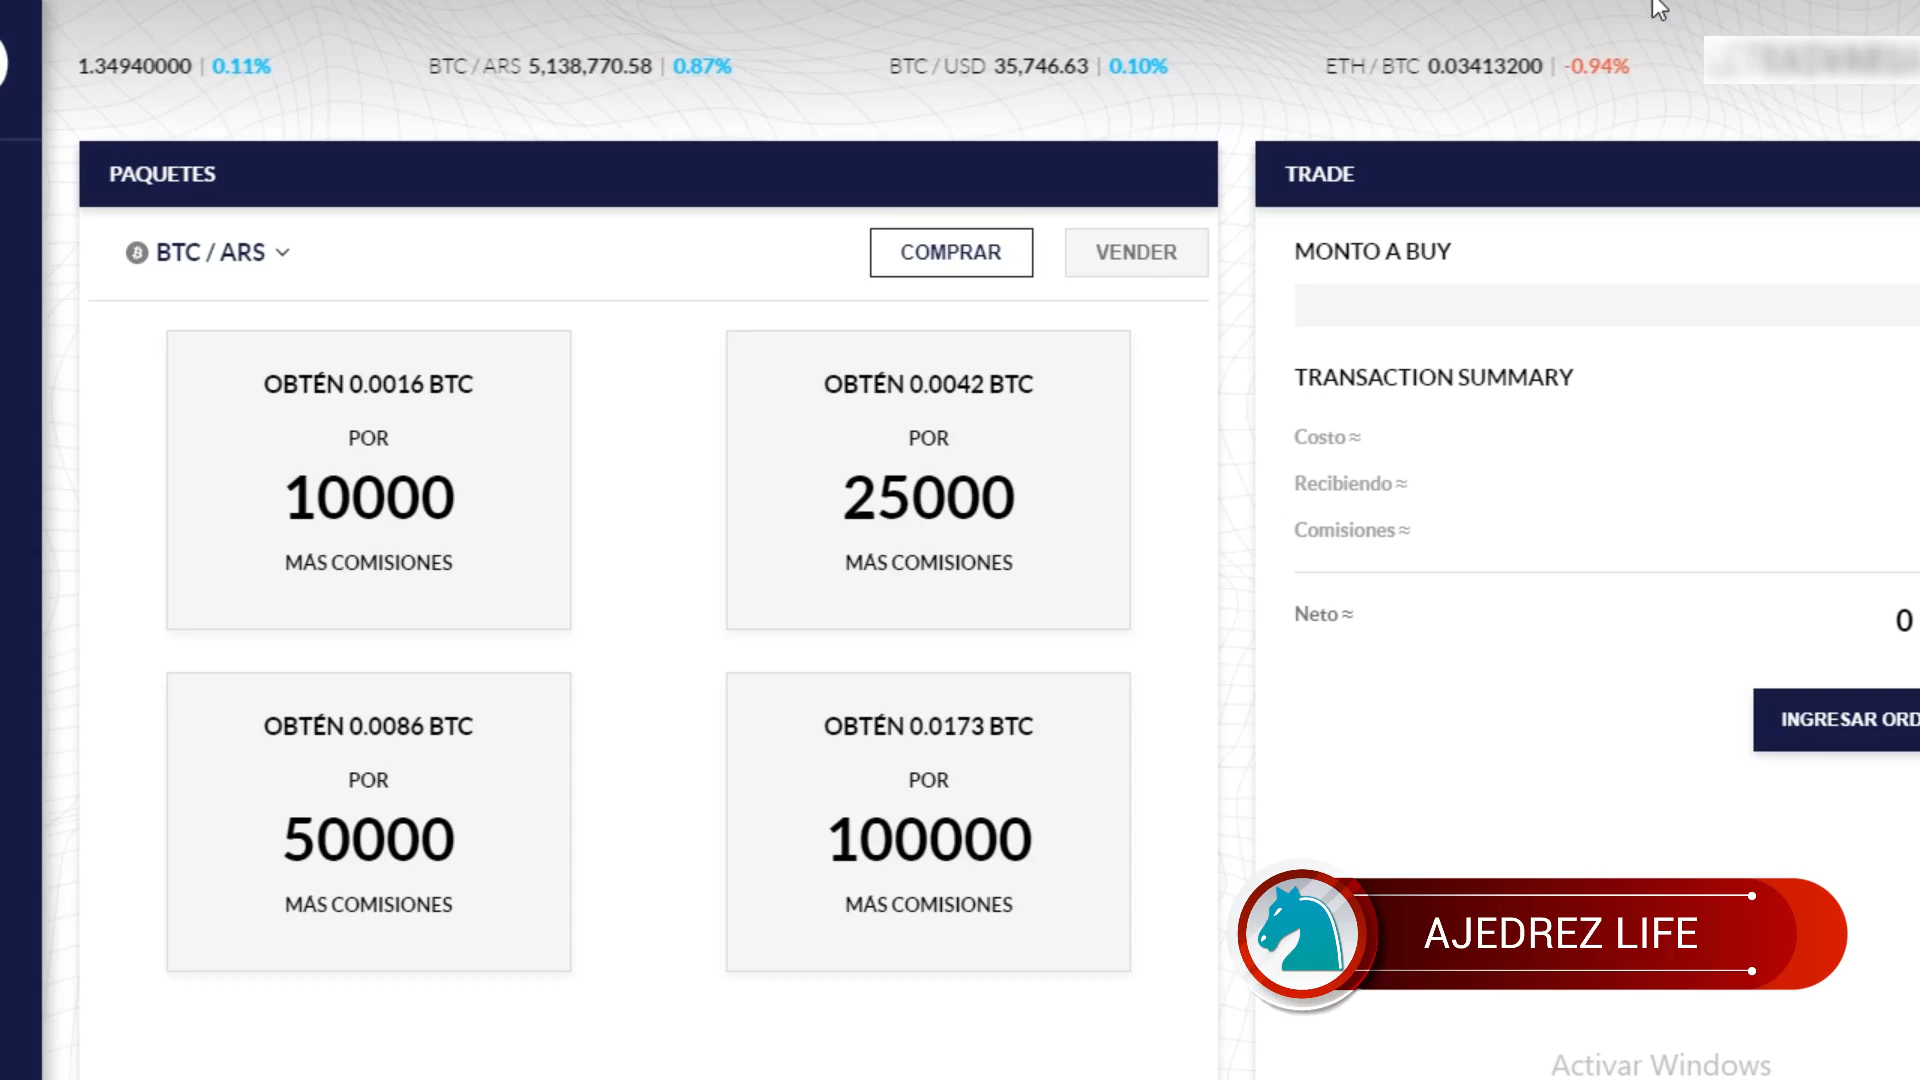 1.34940000 | 0.11%
BTC / ARS 5,138,770.58 | 0.87%
BTC / USD 35,746.63 | 0.10%
ETH / BTC 0.03413200 | -0.94%
PAQUETES
BTC / ARS
COMPRAR
VENDER
OBTÉN 0.0016 BTC
POR
10000
MÁS COMISIONES
OBTÉN 0.0042 BTC
POR
25000
MÁS COMISIONES
OBTÉN 0.0086 BTC
POR
50000
MÁS COMISIONES
OBTÉN 0.0173 BTC
POR
100000
MÁS COMISIONES
TRADE
MONTO A BUY
TRANSACTION SUMMARY
Costo ≈
Recibiendo ≈
Comisiones ≈
Neto ≈
0
INGRESAR ORD
AJEDREZ LIFE
Activar Windows